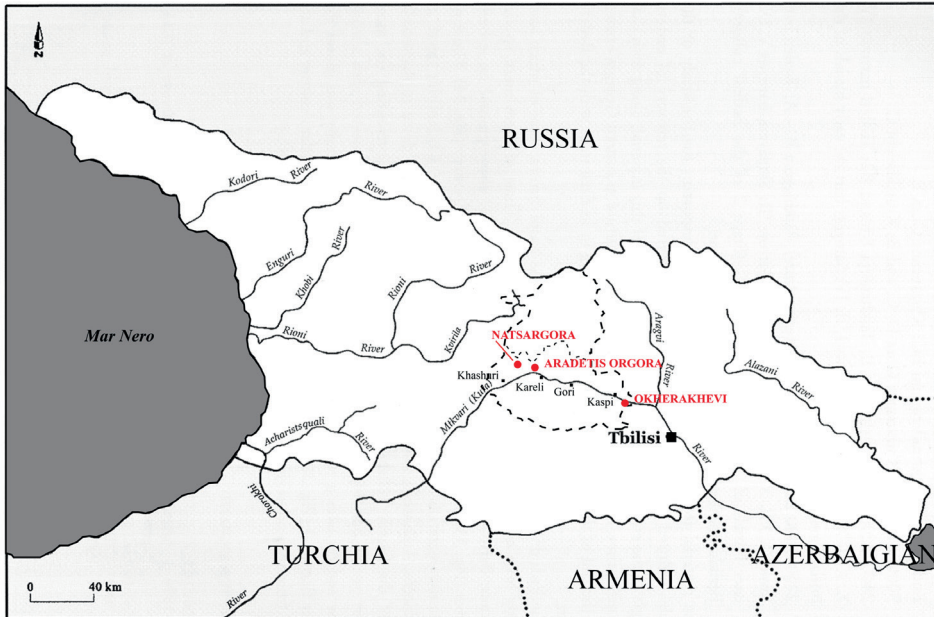 N
RUSSIA
Kodori River
Enguri River
Khobi River
Rioni River
Rioni River
Kvirila
Mar Nero
NATSARGORA
ARADETIS ORGORA
Khashuri
Kareli
Gori
Kaspi
OKHERAKHEVI
Mtkvari (Kura)
River
Aragvi River
Alazani River
Tbilisi
Acharistsquali River
Chorokhi
River
TURCHIA
ARMENIA
AZERBAIGIAN
0 40 km